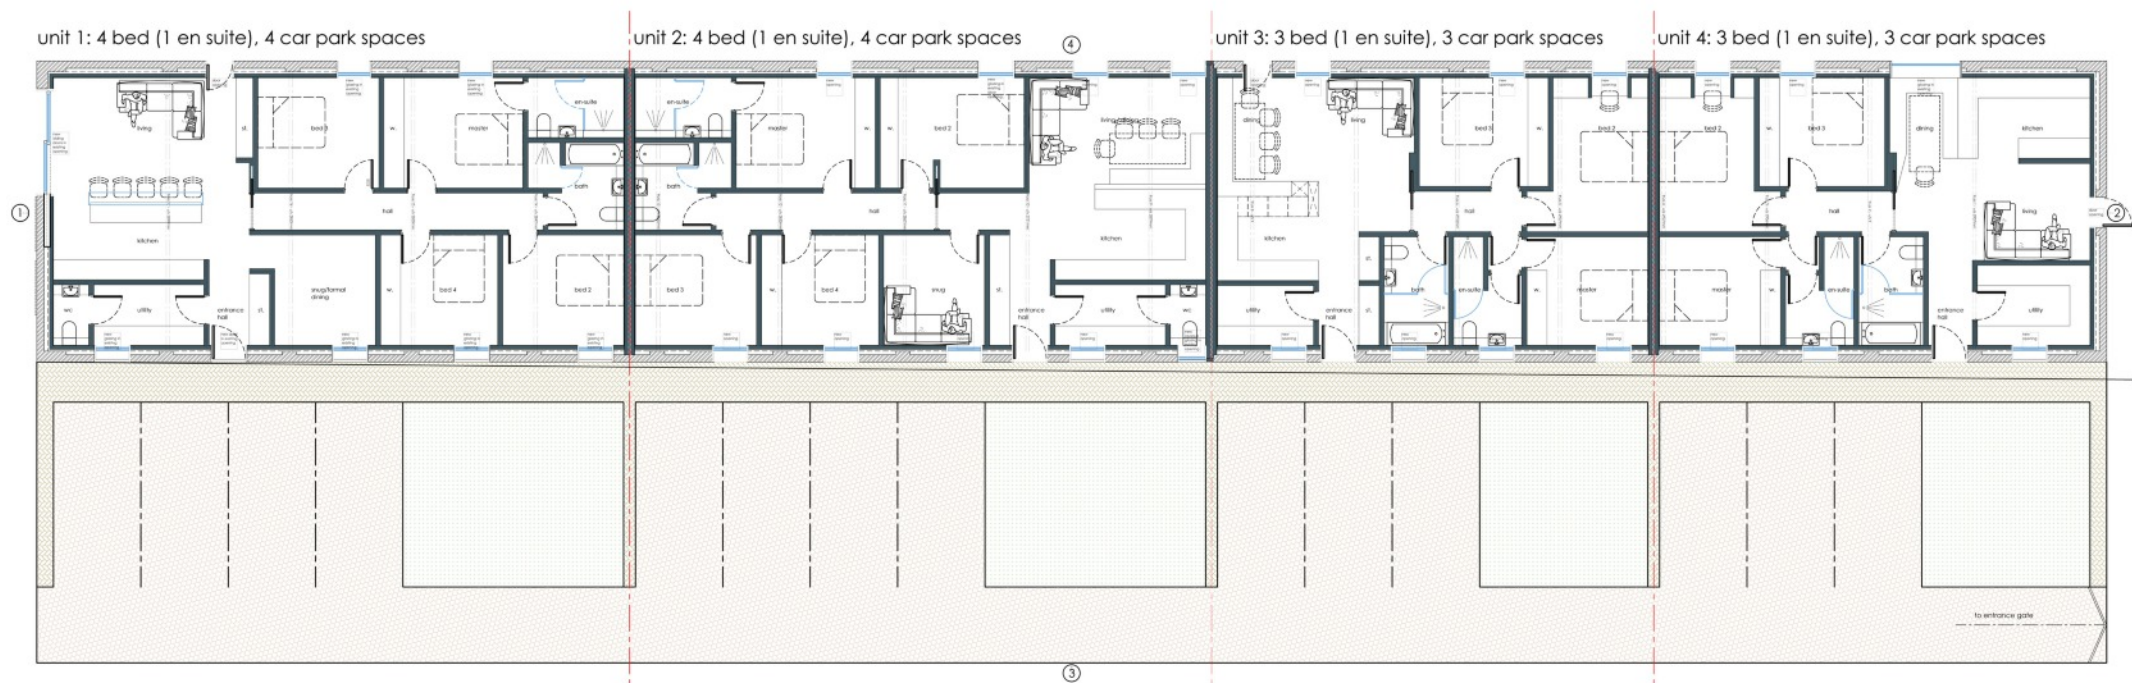 unit 1: 4 bed (1 en suite), 4 car park spaces
unit 2: 4 bed (1 en suite), 4 car park spaces
unit 3: 3 bed (1 en suite), 3 car park spaces
unit 4: 3 bed (1 en suite), 3 car park spaces
4
1
2
3
living
st.
w.
master
en-suite
bath
hall
kitchen
wc
utility
entrance
hall
st.
snug/formal
dining
w.
bed 4
bed 2
en-suite
master
w.
w.
bed 2
bath
hall
kitchen
bed 3
w.
bed 4
snug
st.
entrance
hall
utility
wc
dining
living
bed 3
w.
bed 2
kitchen
hall
st.
bath
en-suite
w.
master
utility
entrance
hall
st.
bed 2
w.
bed 3
dining
kitchen
hall
living
master
w.
en-suite
bath
entrance
hall
utility
to entrance gate